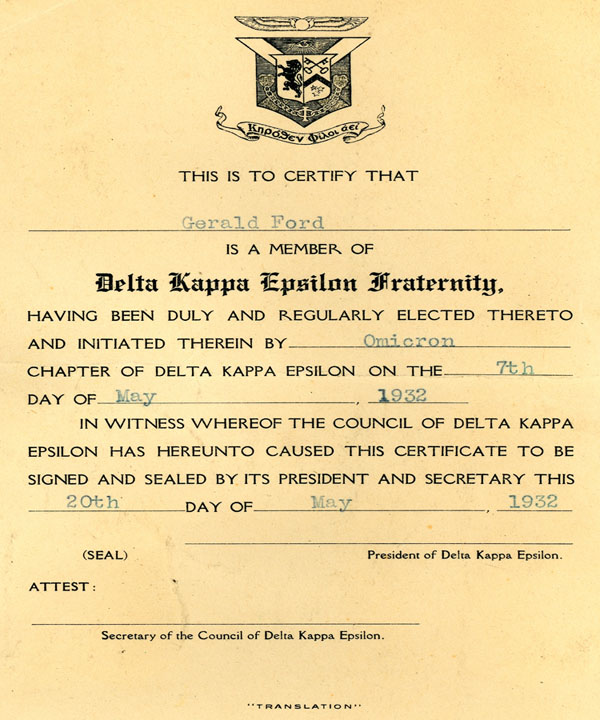 Κηροθεν Φιλοι αει
THIS IS TO CERTIFY THAT
Gerald Ford
IS A MEMBER OF
Delta Kappa Epsilon Fraternity,
HAVING BEEN DULY AND REGULARLY ELECTED THERETO
AND INITIATED THEREIN BY Omicron
CHAPTER OF DELTA KAPPA EPSILON ON THE 7th
DAY OF May, 1932
IN WITNESS WHEREOF THE COUNCIL OF DELTA KAPPA
EPSILON HAS HEREUNTO CAUSED THIS CERTIFICATE TO BE
SIGNED AND SEALED BY ITS PRESIDENT AND SECRETARY THIS
20th DAY OF May, 1932
(SEAL) President of Delta Kappa Epsilon.
ATTEST:
Secretary of the Council of Delta Kappa Epsilon.
"TRANSLATION"